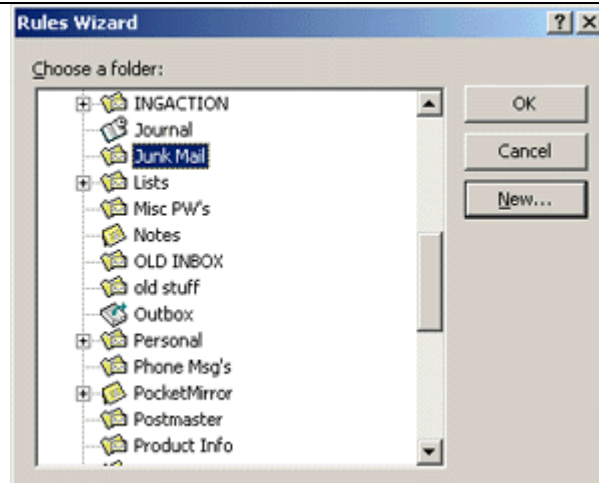 Rules Wizard
Choose a folder:
INGACTION
Journal
Junk Mail
Lists
Misc PW's
Notes
OLD INBOX
old stuff
Outbox
Personal
Phone Msg's
PocketMirror
Postmaster
Product Info
OK
Cancel
New...